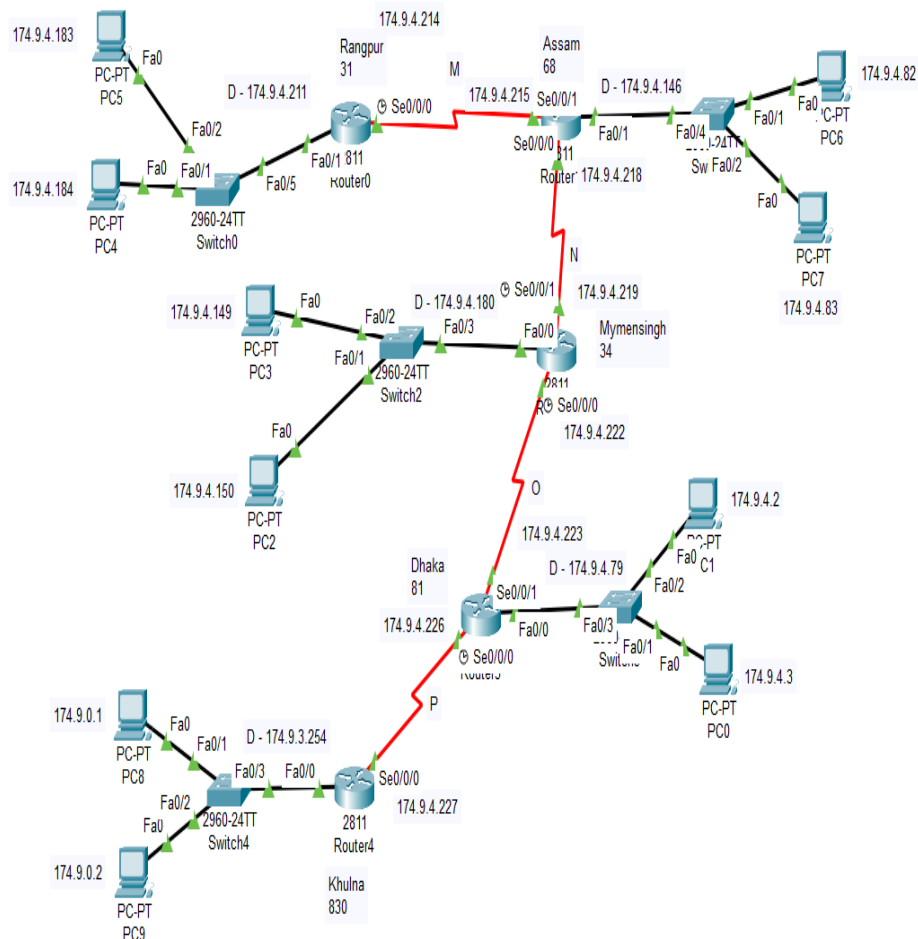 174.9.4.183
PC-PT
PC5
Fa0
Fa0/2
174.9.4.214
Rangpur
31
D - 174.9.4.211
Se0/0/0
M
174.9.4.215
Assam
68
Se0/0/1
D - 174.9.4.146
174.9.4.82
Fa0
Fa0/1
PC-PT
PC6
Fa0/1
Fa0/4
Fa0/2
Se0/0/0
174.9.4.218
Router
811
Router0
Fa0/1
Fa0/5
174.9.4.184
Fa0
Fa0/1
PC-PT
PC4
2960-24TT
Switch0
Fa0
PC-PT
PC7
174.9.4.83
N
Se0/0/1
174.9.4.219
Mymensingh
34
174.9.4.149
Fa0
Fa0/2
D - 174.9.4.180
Fa0/3
Fa0/0
PC-PT
PC3
Fa0/1
2960-24TT
Switch2
2811
Se0/0/0
174.9.4.222
Fa0
174.9.4.150
PC-PT
PC2
O
174.9.4.223
174.9.4.2
Fa0
Fa0/2
Dhaka
81
Se0/0/1
D - 174.9.4.79
174.9.4.226
Fa0/0
Fa0/3
Fa0/1
Fa0
Se0/0/0
174.9.4.3
PC-PT
PC0
P
174.9.0.1
Fa0
PC-PT
PC8
Fa0/1
D - 174.9.3.254
Fa0/3
Fa0/0
Se0/0/0
174.9.4.227
Fa0/2
2960-24TT
Switch4
2811
Router4
Fa0
174.9.0.2
PC-PT
PC9
Khulna
830